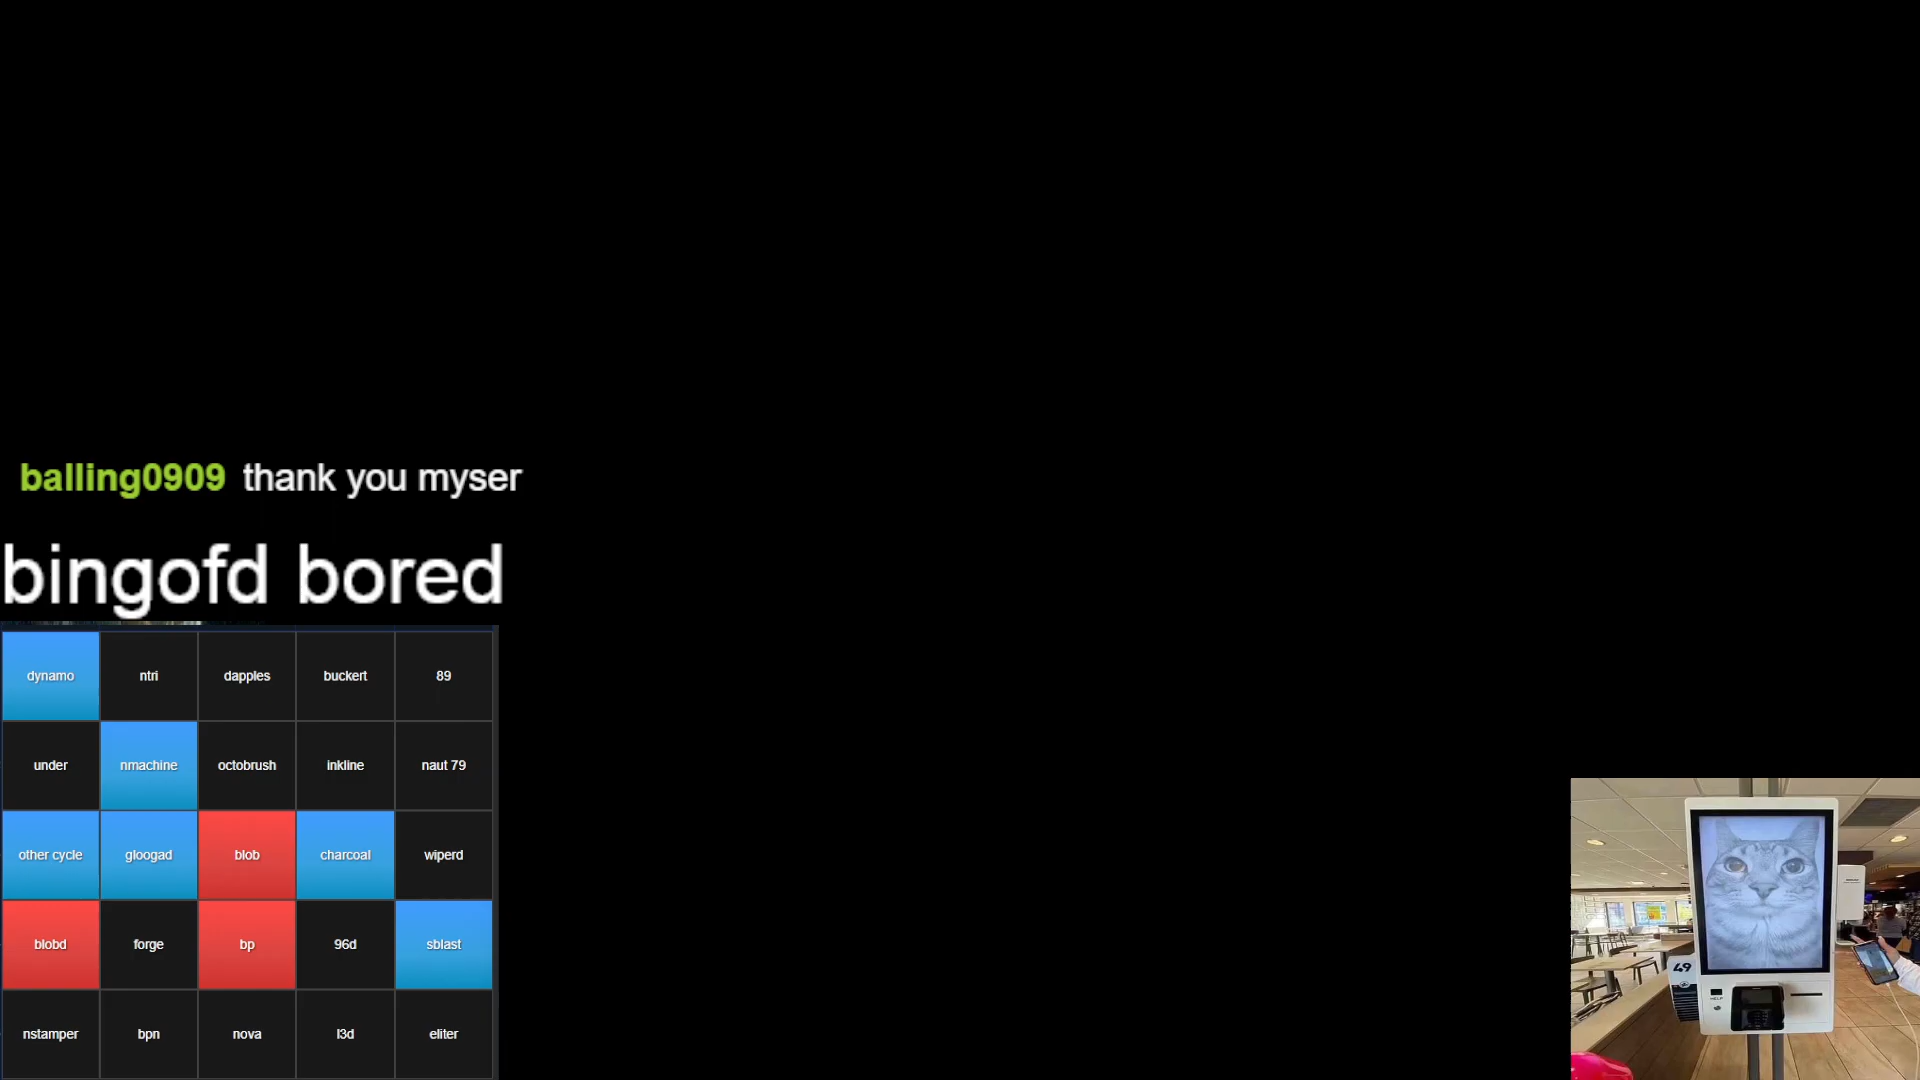 balling0909 thank you myser
bingofd bored
dynamo ntri dapples buckert 89
under nmachine octobrush inkline naut 79
other cycle gloogad blob charcoal wiperd
blobd forge bp 96d sblast
nstamper bpn nova l3d eliter
49
HELP